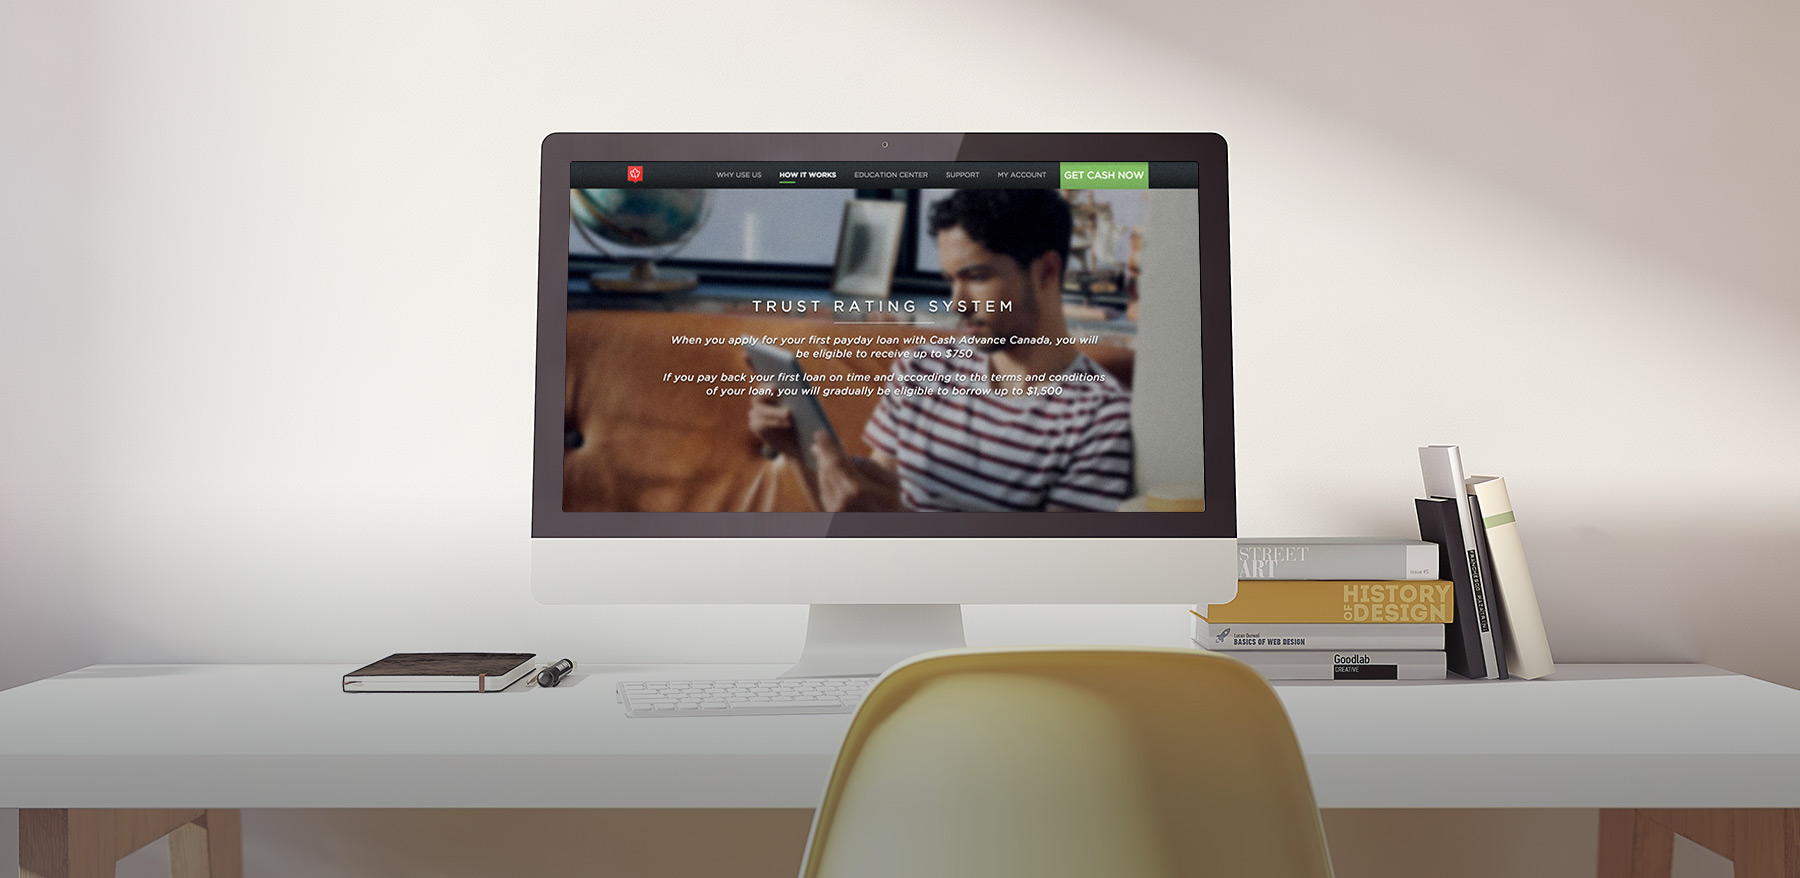 WHY USE US
HOW IT WORKS
EDUCATION CENTER
SUPPORT
MY ACCOUNT
GET CASH NOW
TRUST RATING SYSTEM
When you apply for your first payday loan with Cash Advance Canada, you will
be eligible to receive up to $750
If you pay back your first loan on time and according to the terms and conditions
of your loan, you will gradually be eligible to borrow up to $1,500
STREET
ART
Issue #5
HISTORY
OF DESIGN
BASICS OF WEB DESIGN
Goodlab
CREATIVE